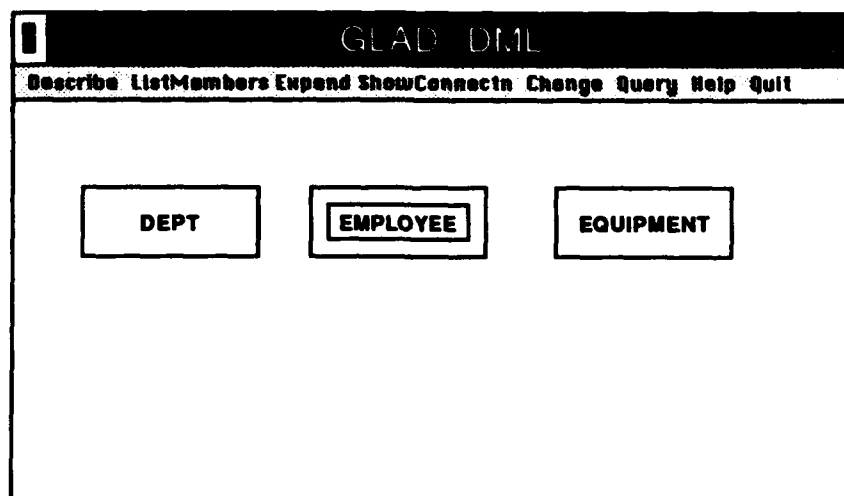 GLAD DML
Describe ListMembers Expand ShowConnectn Change Query Help Quit
DEPT EMPLOYEE EQUIPMENT